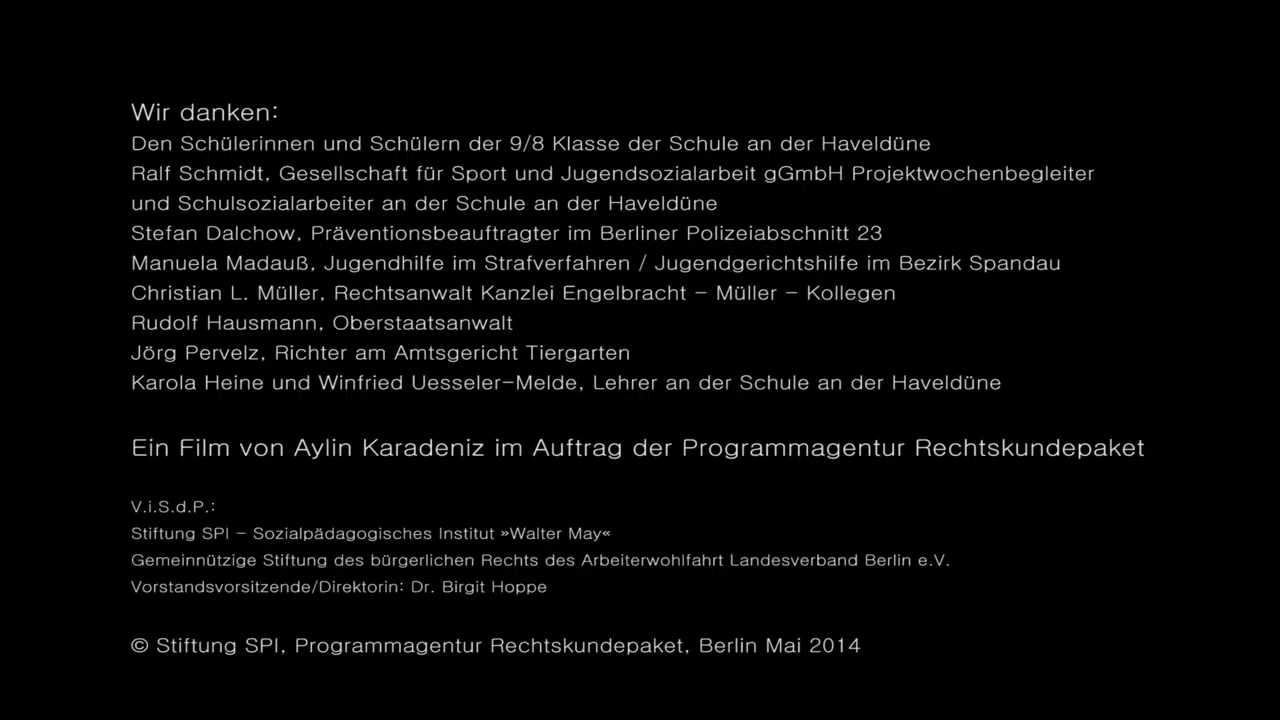 Wir danken:
Den Schülerinnen und Schülern der 9/8 Klasse der Schule an der Haveldüne
Ralf Schmidt, Gesellschaft für Sport und Jugendsozialarbeit gGmbH Projektwochenbegleiter
und Schulsozialarbeiter an der Schule an der Haveldüne
Stefan Dalchow, Präventionsbeauftragter im Berliner Polizeiabschnitt 23
Manuela Madauß, Jugendhilfe im Strafverfahren / Jugendgerichtshilfe im Bezirk Spandau
Christian L. Müller, Rechtsanwalt Kanzlei Engelbracht – Müller – Kollegen
Rudolf Hausmann, Oberstaatsanwalt
Jörg Pervelz, Richter am Amtsgericht Tiergarten
Karola Heine und Winfried Uesseler-Melde, Lehrer an der Schule an der Haveldüne
Ein Film von Aylin Karadeniz im Auftrag der Programmagentur Rechtskundepaket
V.i.S.d.P.:
Stiftung SPI – Sozialpädagogisches Institut »Walter May«
Gemeinnützige Stiftung des bürgerlichen Rechts des Arbeiterwohlfahrt Landesverband Berlin e.V.
Vorstandsvorsitzende/Direktorin: Dr. Birgit Hoppe
© Stiftung SPI, Programmagentur Rechtskundepaket, Berlin Mai 2014